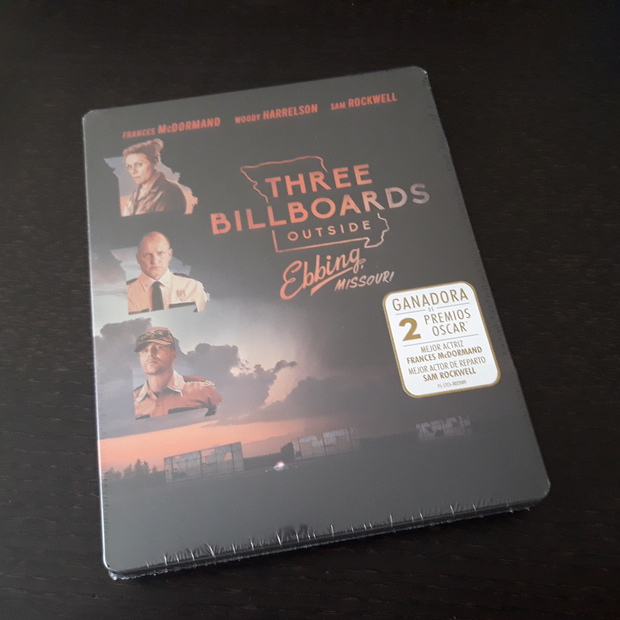 FRANCES McDORMAND WOODY HARRELSON SAM ROCKWELL
THREE
BILLBOARDS
OUTSIDE
Ebbing,
MISSOURI
GANADORA
DE
2 PREMIOS
OSCAR
MEJOR ACTRIZ
FRANCES McDORMAND
MEJOR ACTOR DE REPARTO
SAM ROCKWELL